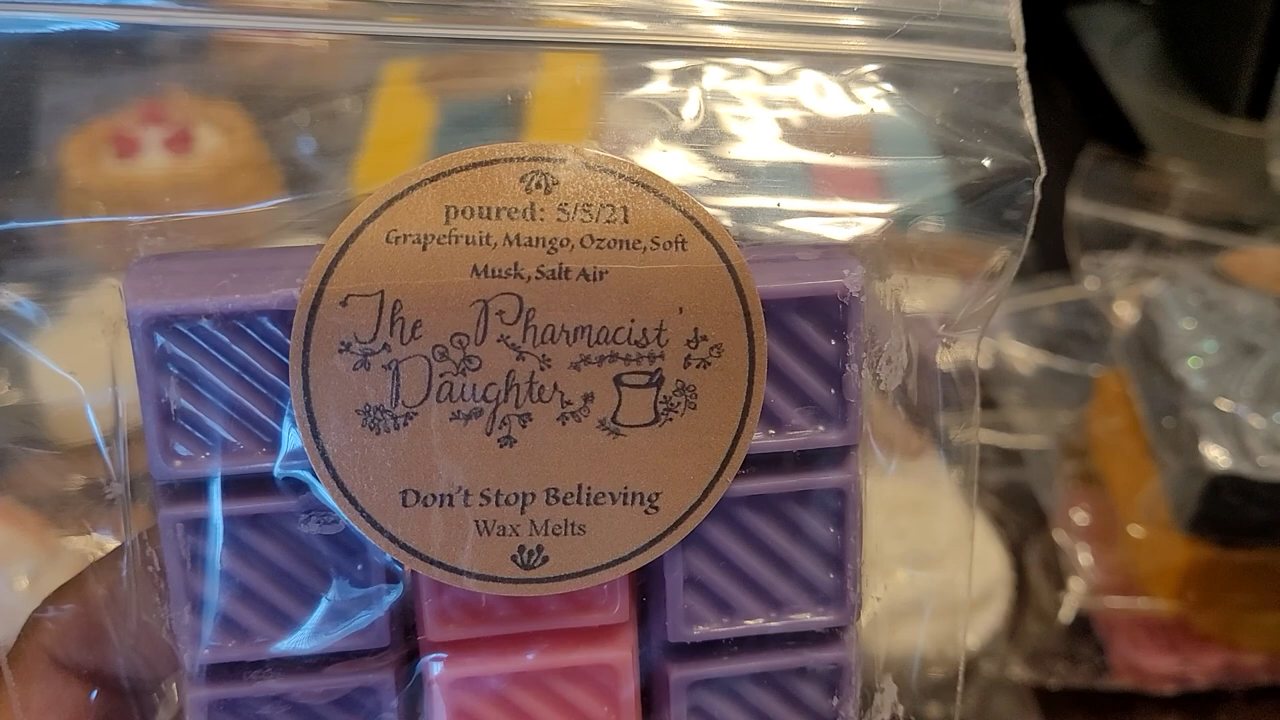 poured: 5/5/21
Grapefruit, Mango, Ozone, Soft
Musk, Salt Air
The Pharmacist's
Daughter
Don't Stop Believing
Wax Melts